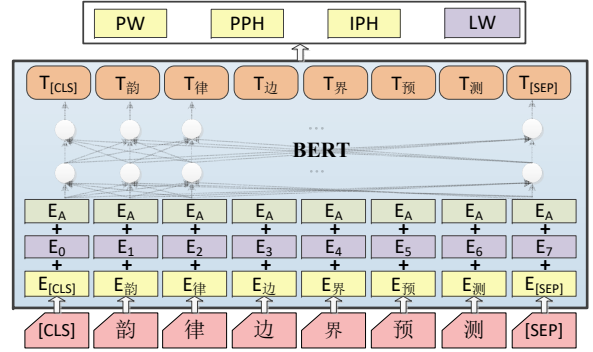 PW PPH IPH LW
T[CLS] T韵 T律 T边 T界 T预 T测 T[SEP]
...
BERT
...
EA EA EA EA EA EA EA EA
+ + + + + + + +
E0 E1 E2 E3 E4 E5 E6 E7
+ + + + + + + +
E[CLS] E韵 E律 E边 E界 E预 E测 E[SEP]
[CLS] 韵 律 边 界 预 测 [SEP]